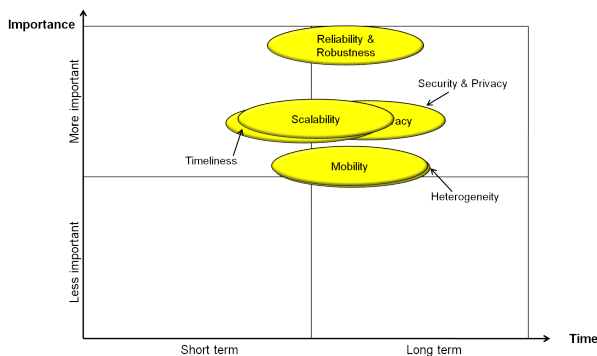 Importance
More important
Less important
Reliability &
Robustness
Security & Privacy
Scalability
acy
Timeliness
Mobility
Heterogeneity
Time
Short term
Long term